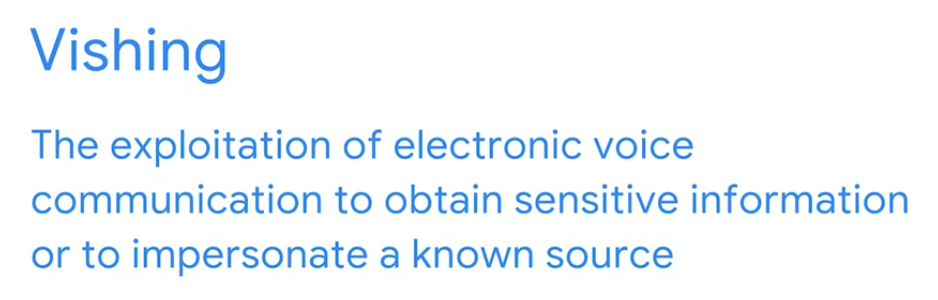 Vishing
The exploitation of electronic voice
communication to obtain sensitive information
or to impersonate a known source